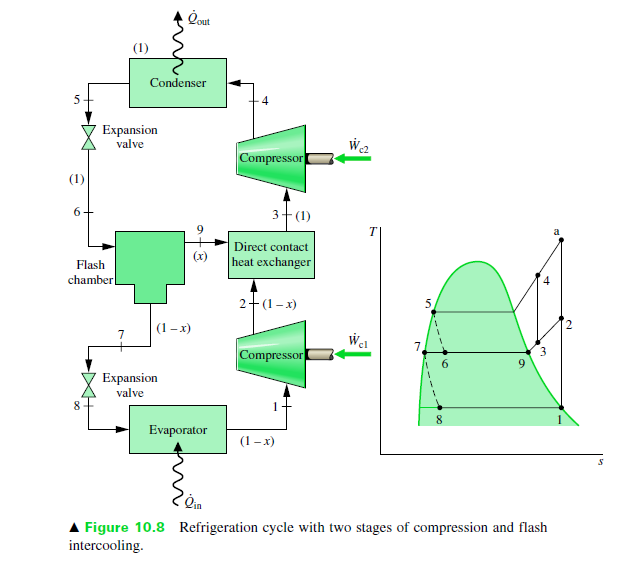 Q̇out
(1)
Condenser
5
4
Expansion
valve
Compressor
Ẇc2
(1)
6
3 (1)
9
(x)
Direct contact
heat exchanger
Flash
chamber
2 (1 – x)
7
(1 – x)
Compressor
Ẇc1
Expansion
valve
8
1
Evaporator
(1 – x)
Q̇in
T
a
4
5
2
7
3
6
9
8
1
s
▲ Figure 10.8 Refrigeration cycle with two stages of compression and flash
intercooling.